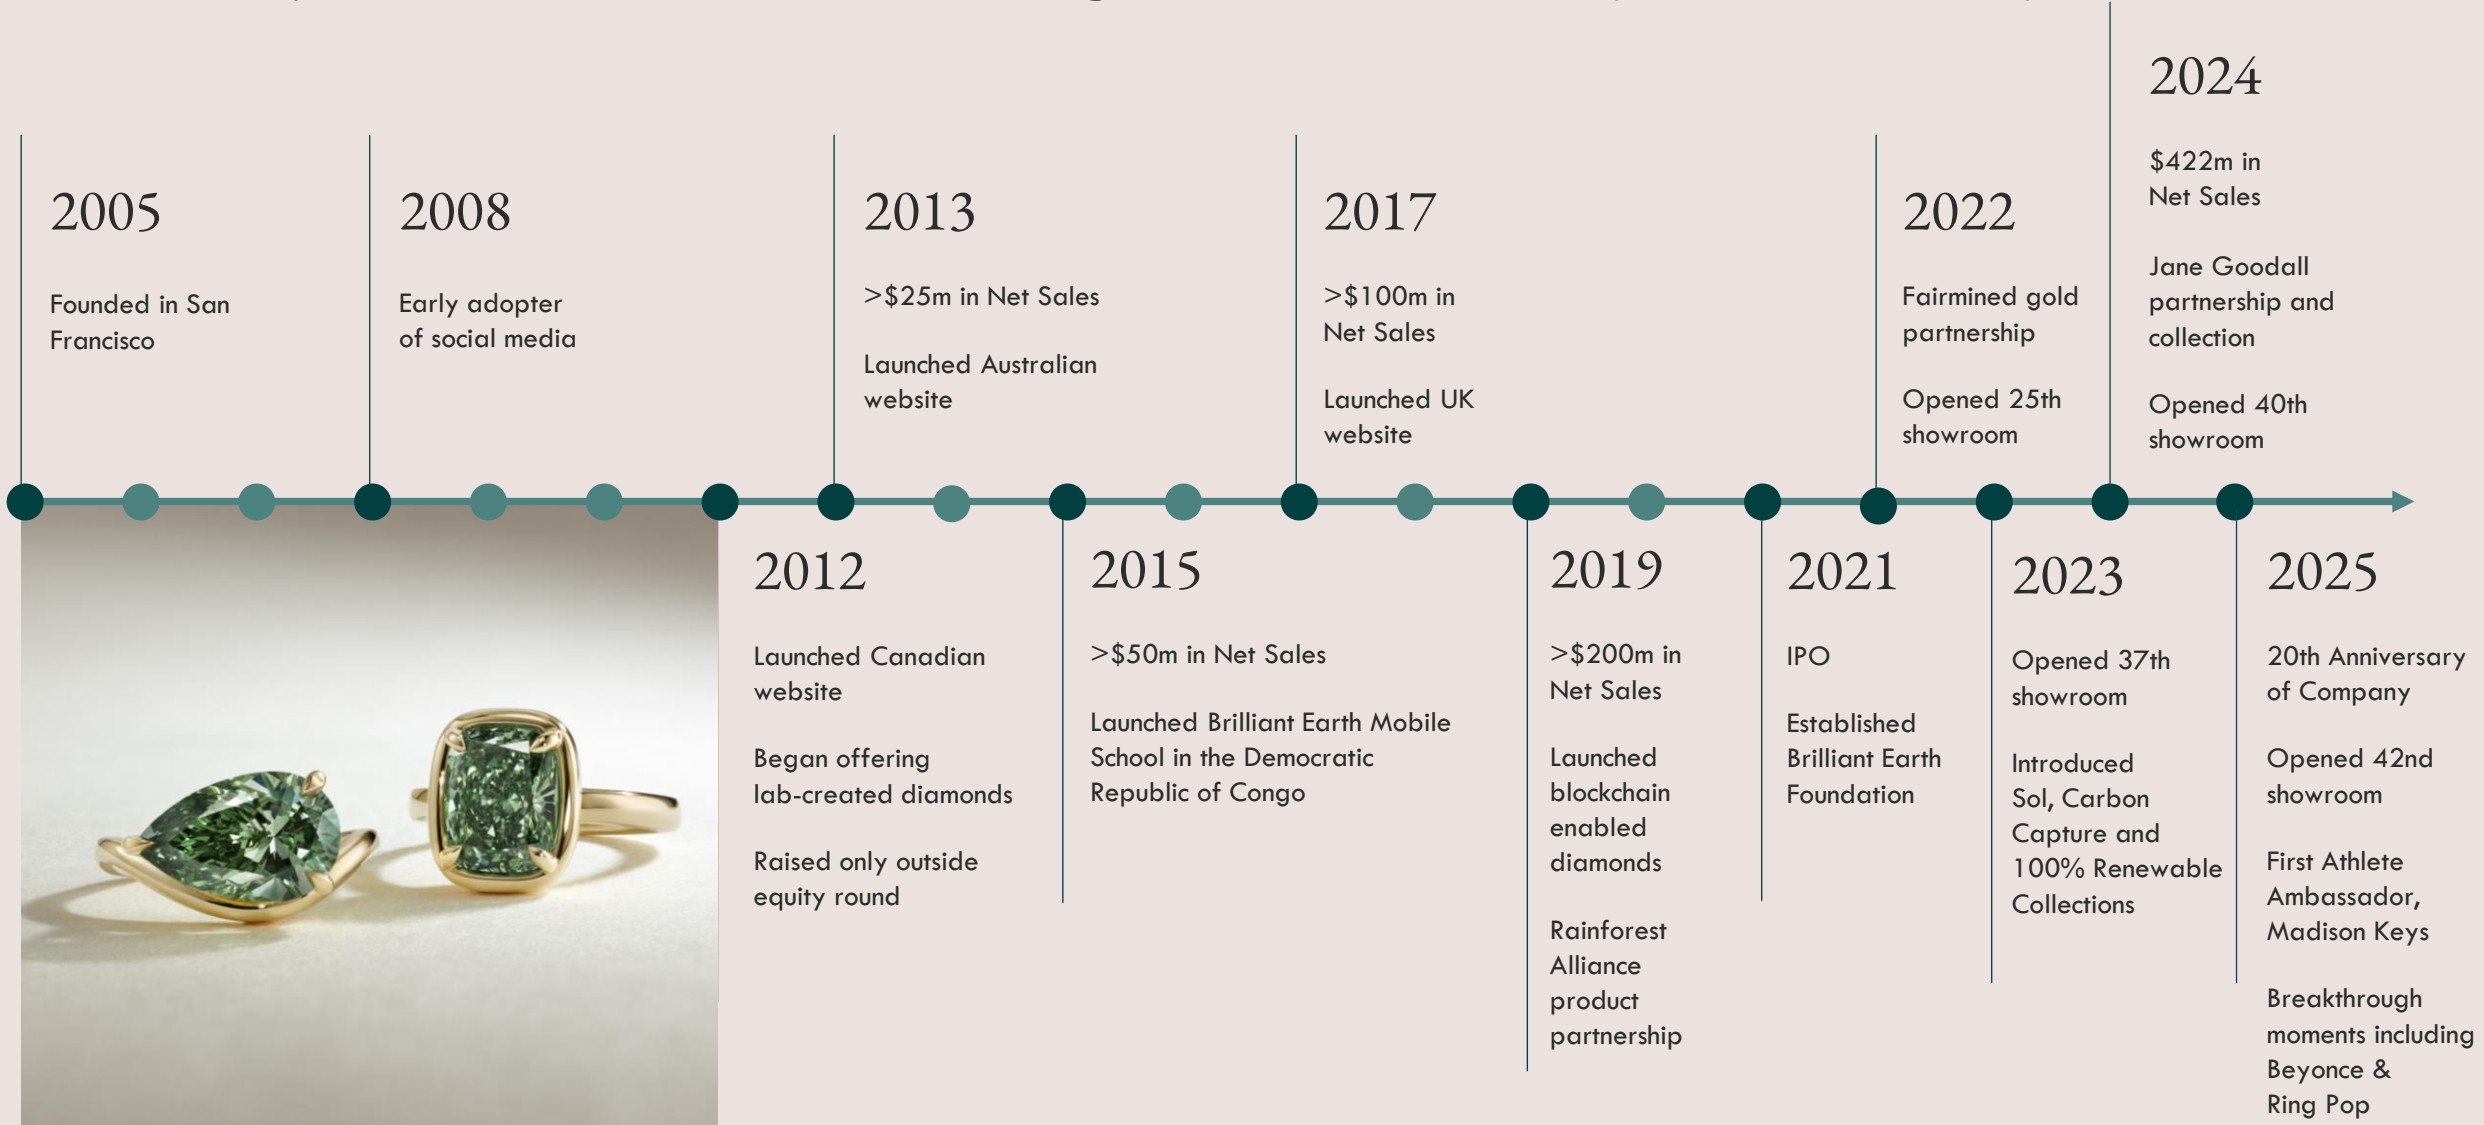 2005
Founded in San
Francisco
2008
Early adopter
of social media
2012
Launched Canadian
website
Began offering
lab-created diamonds
Raised only outside
equity round
2013
>$25m in Net Sales
Launched Australian
website
2015
>$50m in Net Sales
Launched Brilliant Earth Mobile
School in the Democratic
Republic of Congo
2017
>$100m in
Net Sales
Launched UK
website
2019
>$200m in
Net Sales
Launched
blockchain
enabled
diamonds
Rainforest
Alliance
product
partnership
2021
IPO
Established
Brilliant Earth
Foundation
2022
Fairmined gold
partnership
Opened 25th
showroom
2023
Opened 37th
showroom
Introduced
Sol, Carbon
Capture and
100% Renewable
Collections
2024
$422m in
Net Sales
Jane Goodall
partnership and
collection
Opened 40th
showroom
2025
20th Anniversary
of Company
Opened 42nd
showroom
First Athlete
Ambassador,
Madison Keys
Breakthrough
moments including
Beyonce &
Ring Pop